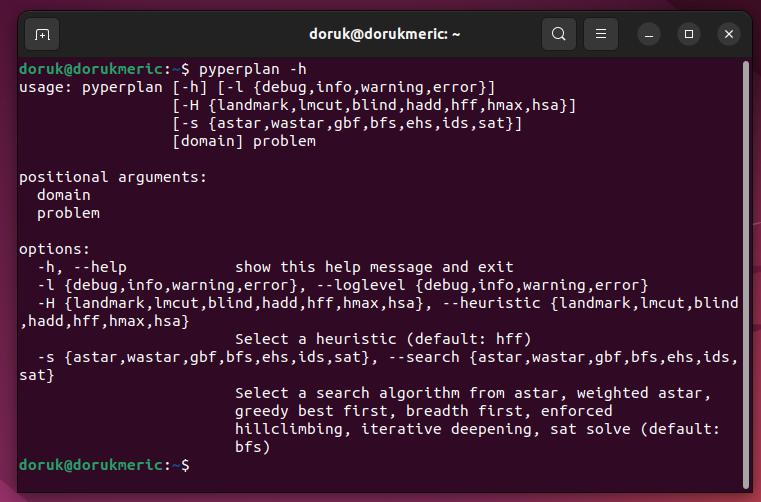 doruk@dorukmeric: ~
doruk@dorukmeric:~$ pyperplan -h
usage: pyperplan [-h] [-l {debug,info,warning,error}]
                 [-H {landmark,lmcut,blind,hadd,hff,hmax,hsa}]
                 [-s {astar,wastar,gbf,bfs,ehs,ids,sat}]
                 [domain] problem

positional arguments:
  domain
  problem

options:
  -h, --help            show this help message and exit
  -l {debug,info,warning,error}, --loglevel {debug,info,warning,error}
  -H {landmark,lmcut,blind,hadd,hff,hmax,hsa}, --heuristic {landmark,lmcut,blind
,hadd,hff,hmax,hsa}
                        Select a heuristic (default: hff)
  -s {astar,wastar,gbf,bfs,ehs,ids,sat}, --search {astar,wastar,gbf,bfs,ehs,ids,
sat}
                        Select a search algorithm from astar, weighted astar,
                        greedy best first, breadth first, enforced
                        hillclimbing, iterative deepening, sat solve (default:
                        bfs)
doruk@dorukmeric:~$